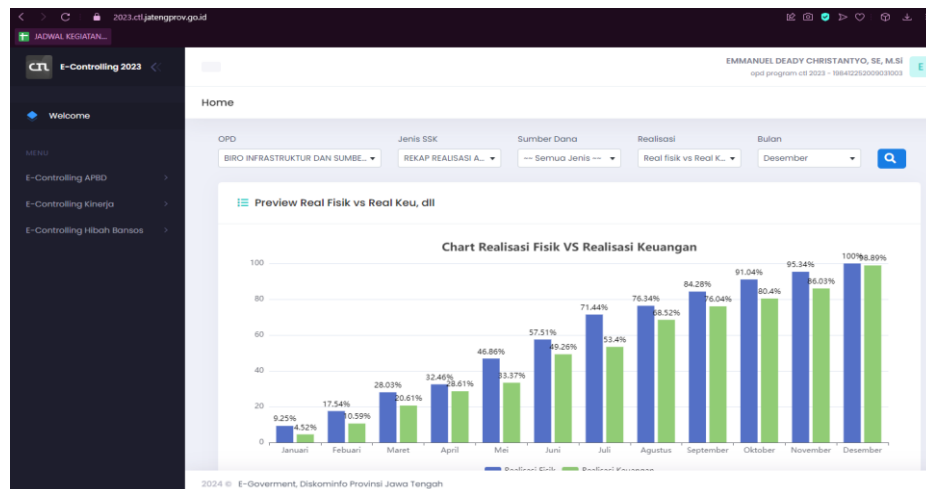 2023.ctl.jatengprov.go.id
JADWAL KEGIATAN...
CTL E-Controlling 2023
EMMANUEL DEADY CHRISTANTYO, SE, M.Si
opd program ctl 2023 - 198412252009031003
E
Home
Welcome
MENU
E-Controlling APBD
E-Controlling Kinerja
E-Controlling Hibah Bansos
OPD Jenis SSK Sumber Dana Realisasi Bulan
BIRO INFRASTRUKTUR DAN SUMBE... REKAP REALISASI A... -- Semua Jenis -- Real fisik vs Real K... Desember
Preview Real Fisik vs Real Keu, dll
Chart Realisasi Fisik VS Realisasi Keuangan
100
80
60
40
20
0
9.25% 4.52%
17.54% 10.59%
28.03% 20.61%
32.46% 28.61%
46.86% 33.37%
57.51% 49.26%
71.44% 53.4%
76.34% 68.52%
84.28% 76.04%
91.04% 80.4%
95.34% 86.03%
100% 98.89%
Januari Febuari Maret April Mei Juni Juli Agustus September Oktober November Desember
Realisasi Fisik Realisasi Keuangan
2024 © E-Goverment, Diskominfo Provinsi Jawa Tengah